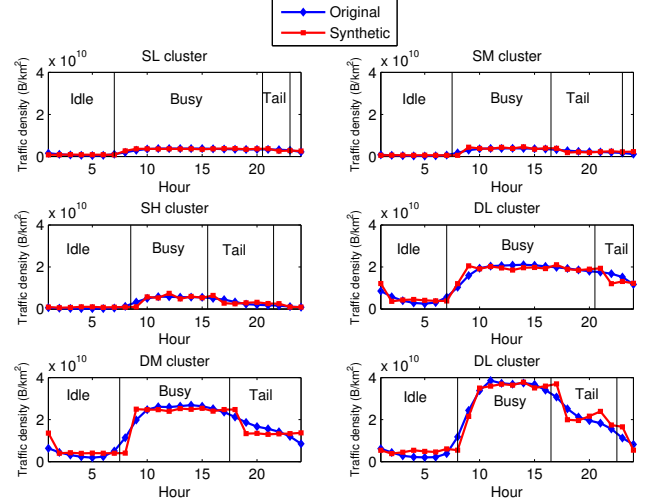 Original
Synthetic
x 10^10
SL cluster
4
2
0
Traffic density (B/km²)
Idle
Busy
Tail
5
10
15
20
Hour
x 10^10
SM cluster
4
2
0
Traffic density (B/km²)
Idle
Busy
Tail
5
10
15
20
Hour
x 10^10
SH cluster
4
2
0
Traffic density (B/km²)
Idle
Busy
Tail
5
10
15
20
Hour
x 10^10
DL cluster
4
2
0
Traffic density (B/km²)
Idle
Busy
Tail
5
10
15
20
Hour
x 10^10
DM cluster
4
2
0
Traffic density (B/km²)
Idle
Busy
Tail
5
10
15
20
Hour
x 10^10
DL cluster
4
2
0
Traffic density (B/km²)
Idle
Busy
Tail
5
10
15
20
Hour